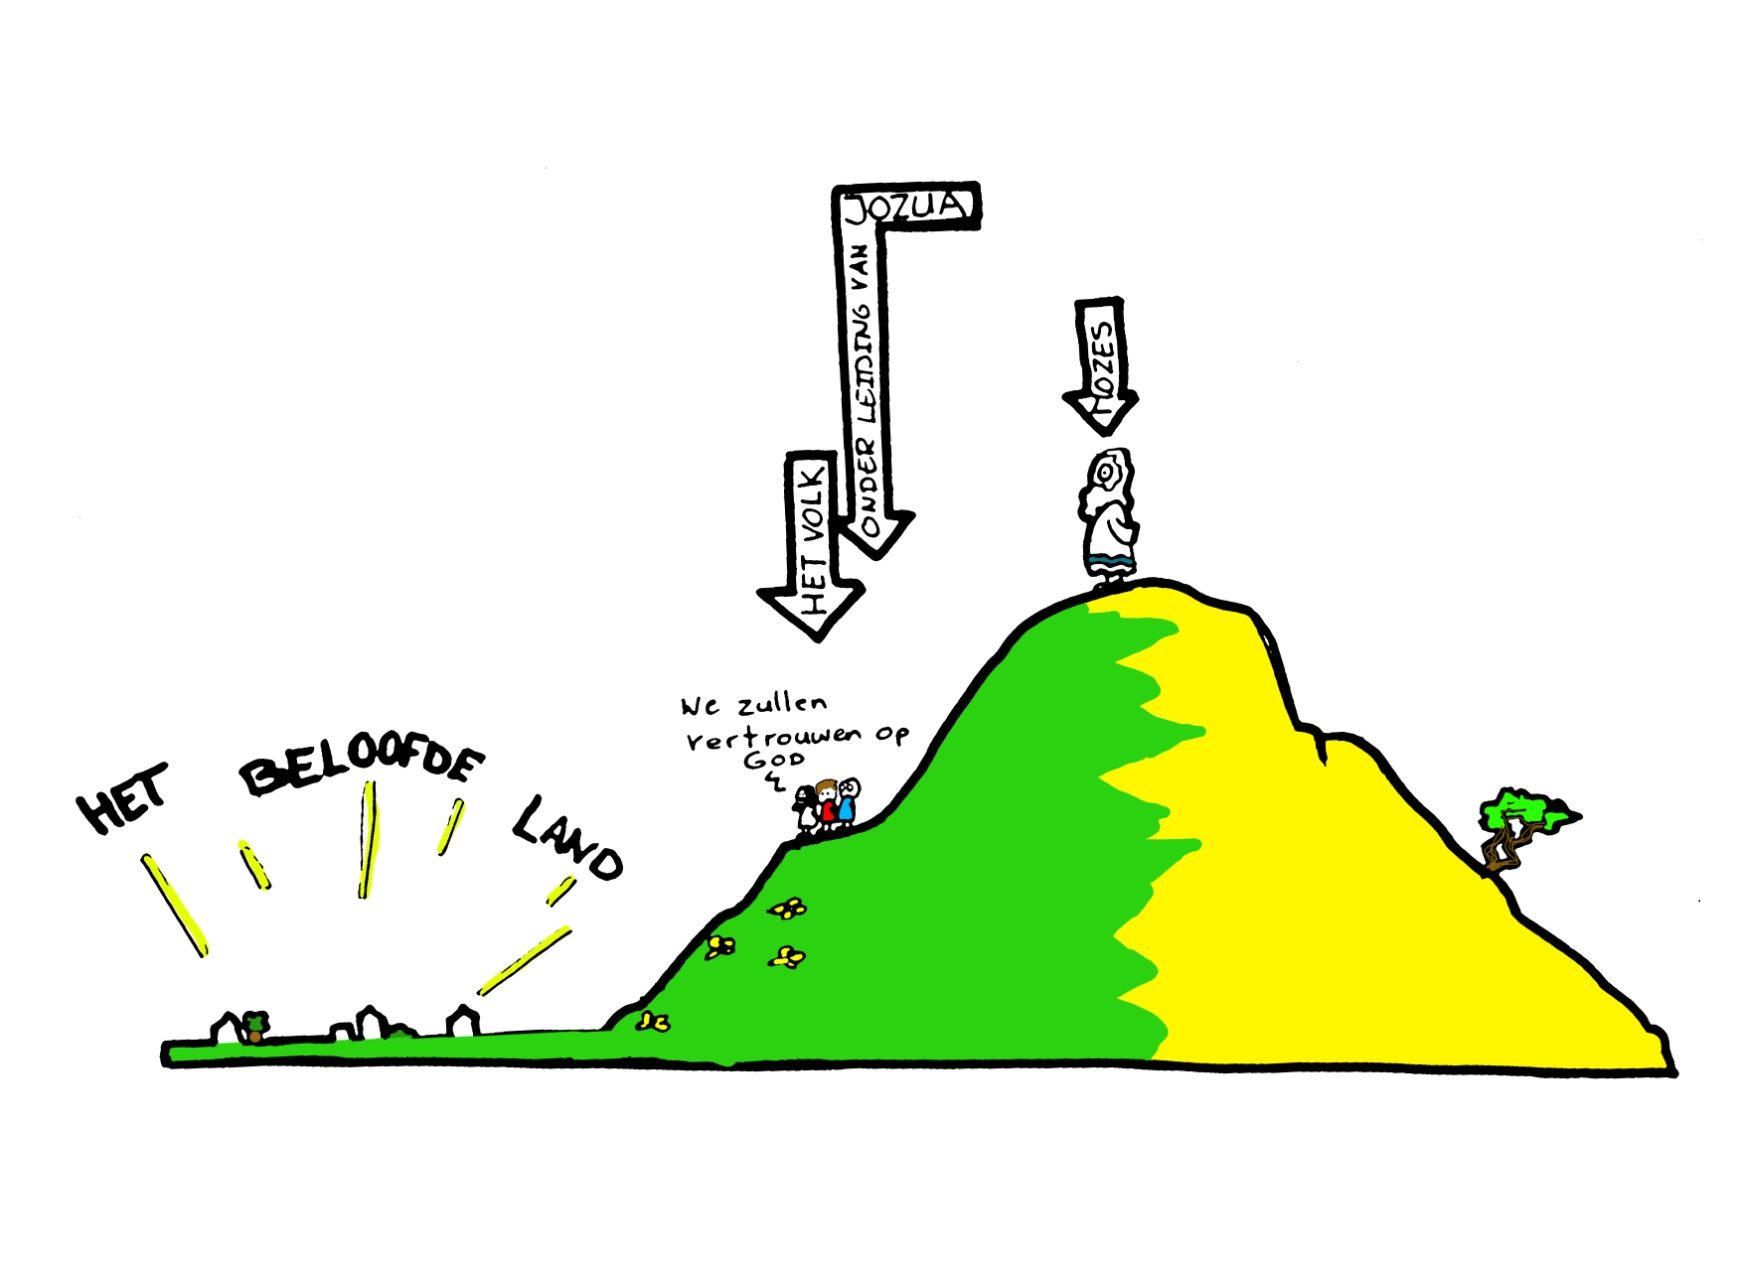 JOZUA
ONDER LEIDING VAN
MOZES
HET VOLK
We zullen
vertrouwen op
GOD
HET BELOOFDE LAND